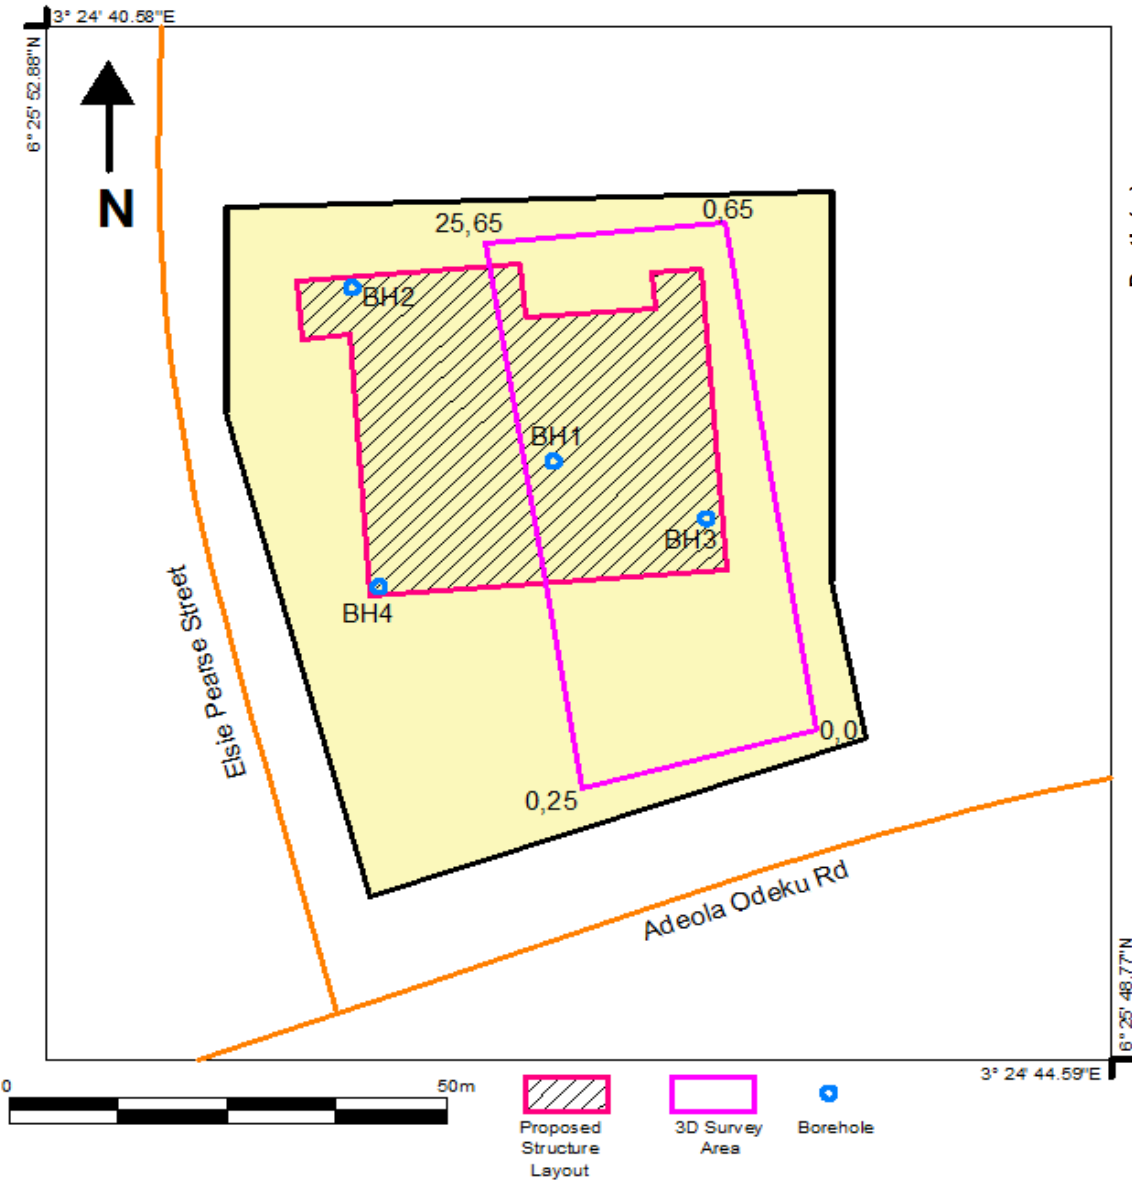 3° 24' 40.58"E
6° 25' 52.88"N
N
25,65
0,65
BH2
BH1
BH3
BH4
0,0
0,25
Elsie Pearse Street
Adeola Odeku Rd
6° 25' 48.77"N
3° 24' 44.59"E
0
50m
Proposed
Structure
Layout
3D Survey
Area
Borehole